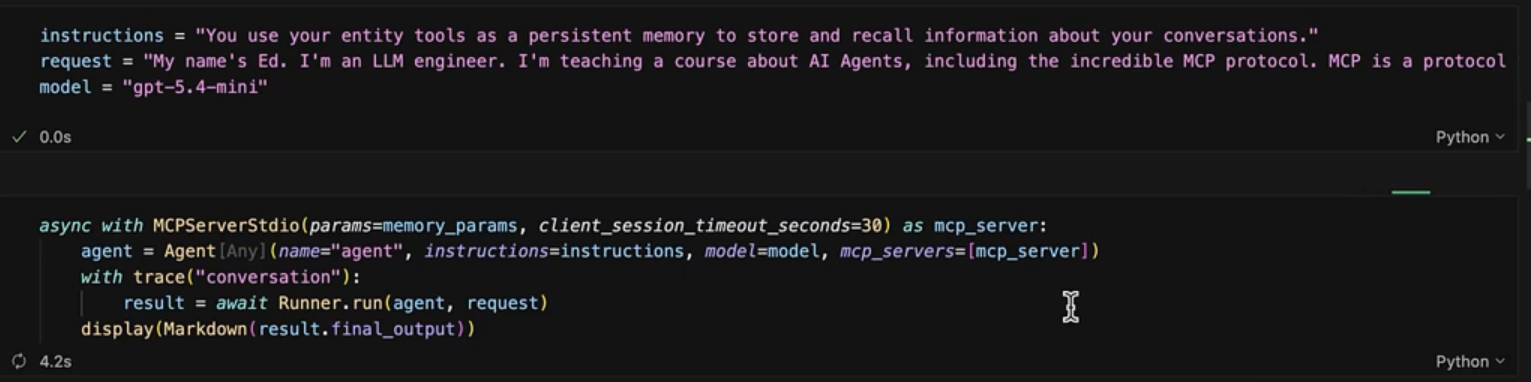 instructions = "You use your entity tools as a persistent memory to store and recall information about your conversations."
request = "My name's Ed. I'm an LLM engineer. I'm teaching a course about AI Agents, including the incredible MCP protocol. MCP is a protocol
model = "gpt-5.4-mini"
0.0s
Python
async with MCPServerStdio(params=memory_params, client_session_timeout_seconds=30) as mcp_server:
agent = Agent[Any](name="agent", instructions=instructions, model=model, mcp_servers=[mcp_server])
with trace("conversation"):
result = await Runner.run(agent, request)
display(Markdown(result.final_output))
4.2s
Python